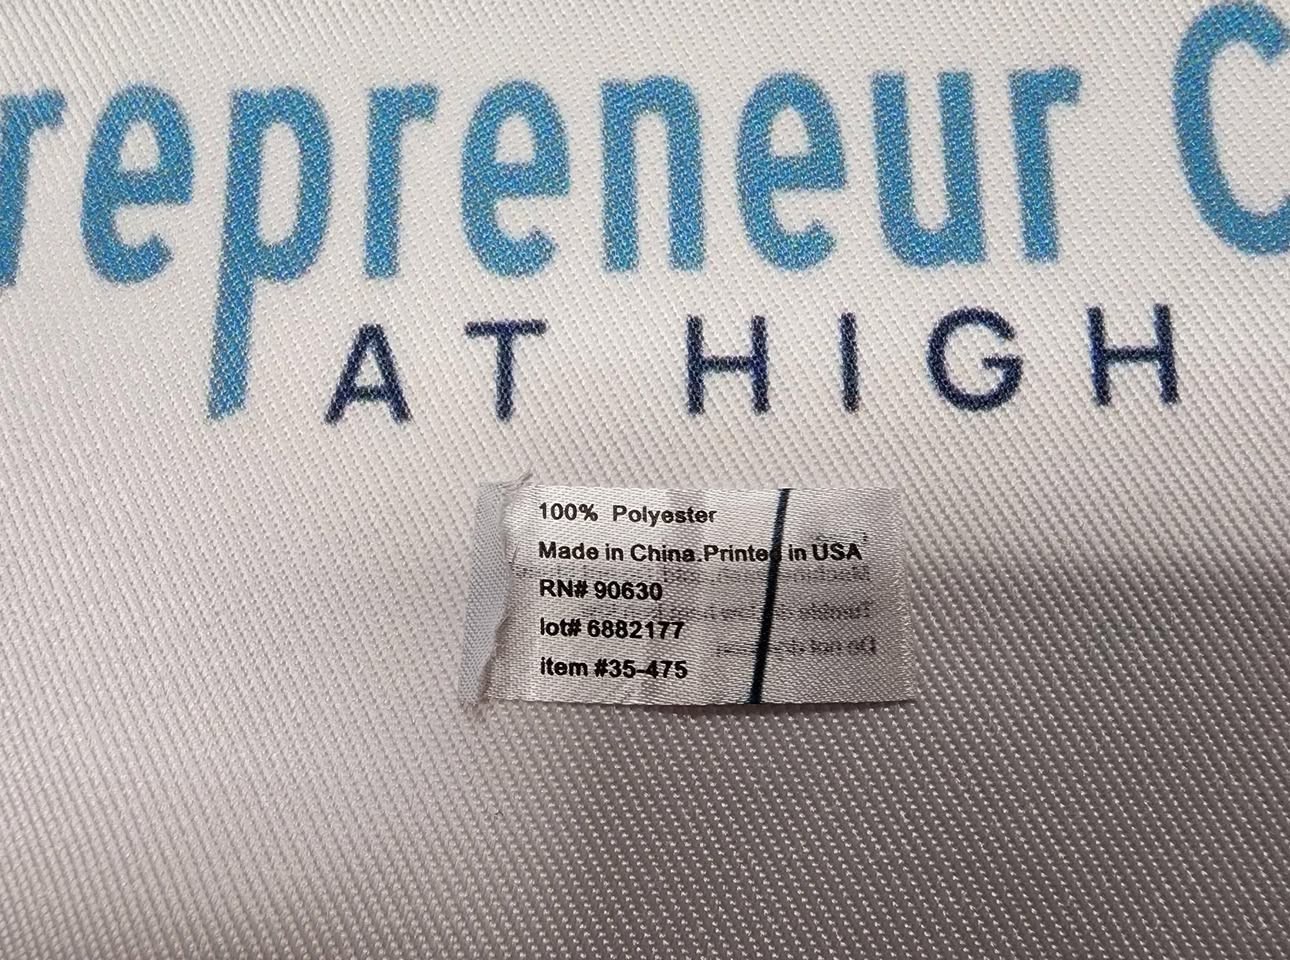 repreneur C
AT HIGH
100% Polyester
Made in China.Printed in USA
RN# 90630
lot# 6882177
item #35-475